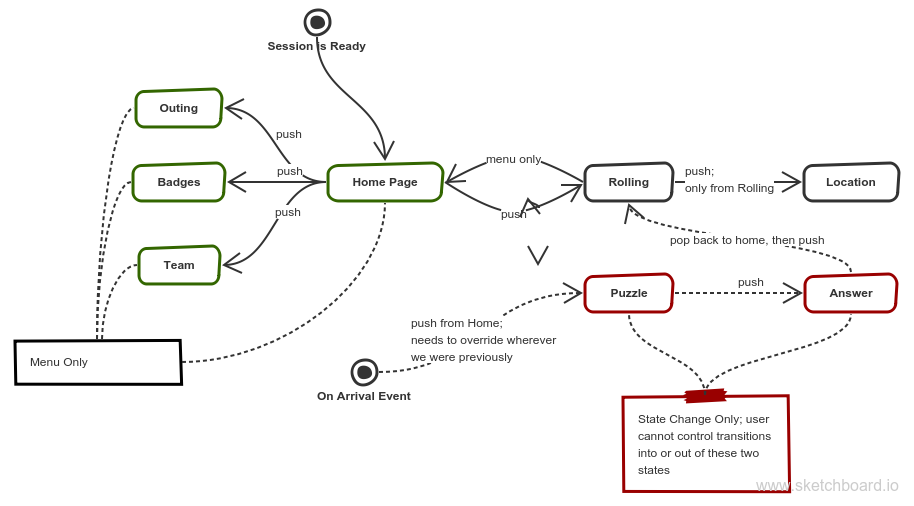 Session is Ready
Outing
push
menu only
push
Badges
Home Page
Rolling
push;
only from Rolling
Location
push
push
pop back to home, then push
Team
Puzzle
push
Answer
push from Home;
needs to override wherever
we were previously
Menu Only
On Arrival Event
State Change Only; user
cannot control transitions
into or out of these two
states
www.sketchboard.io